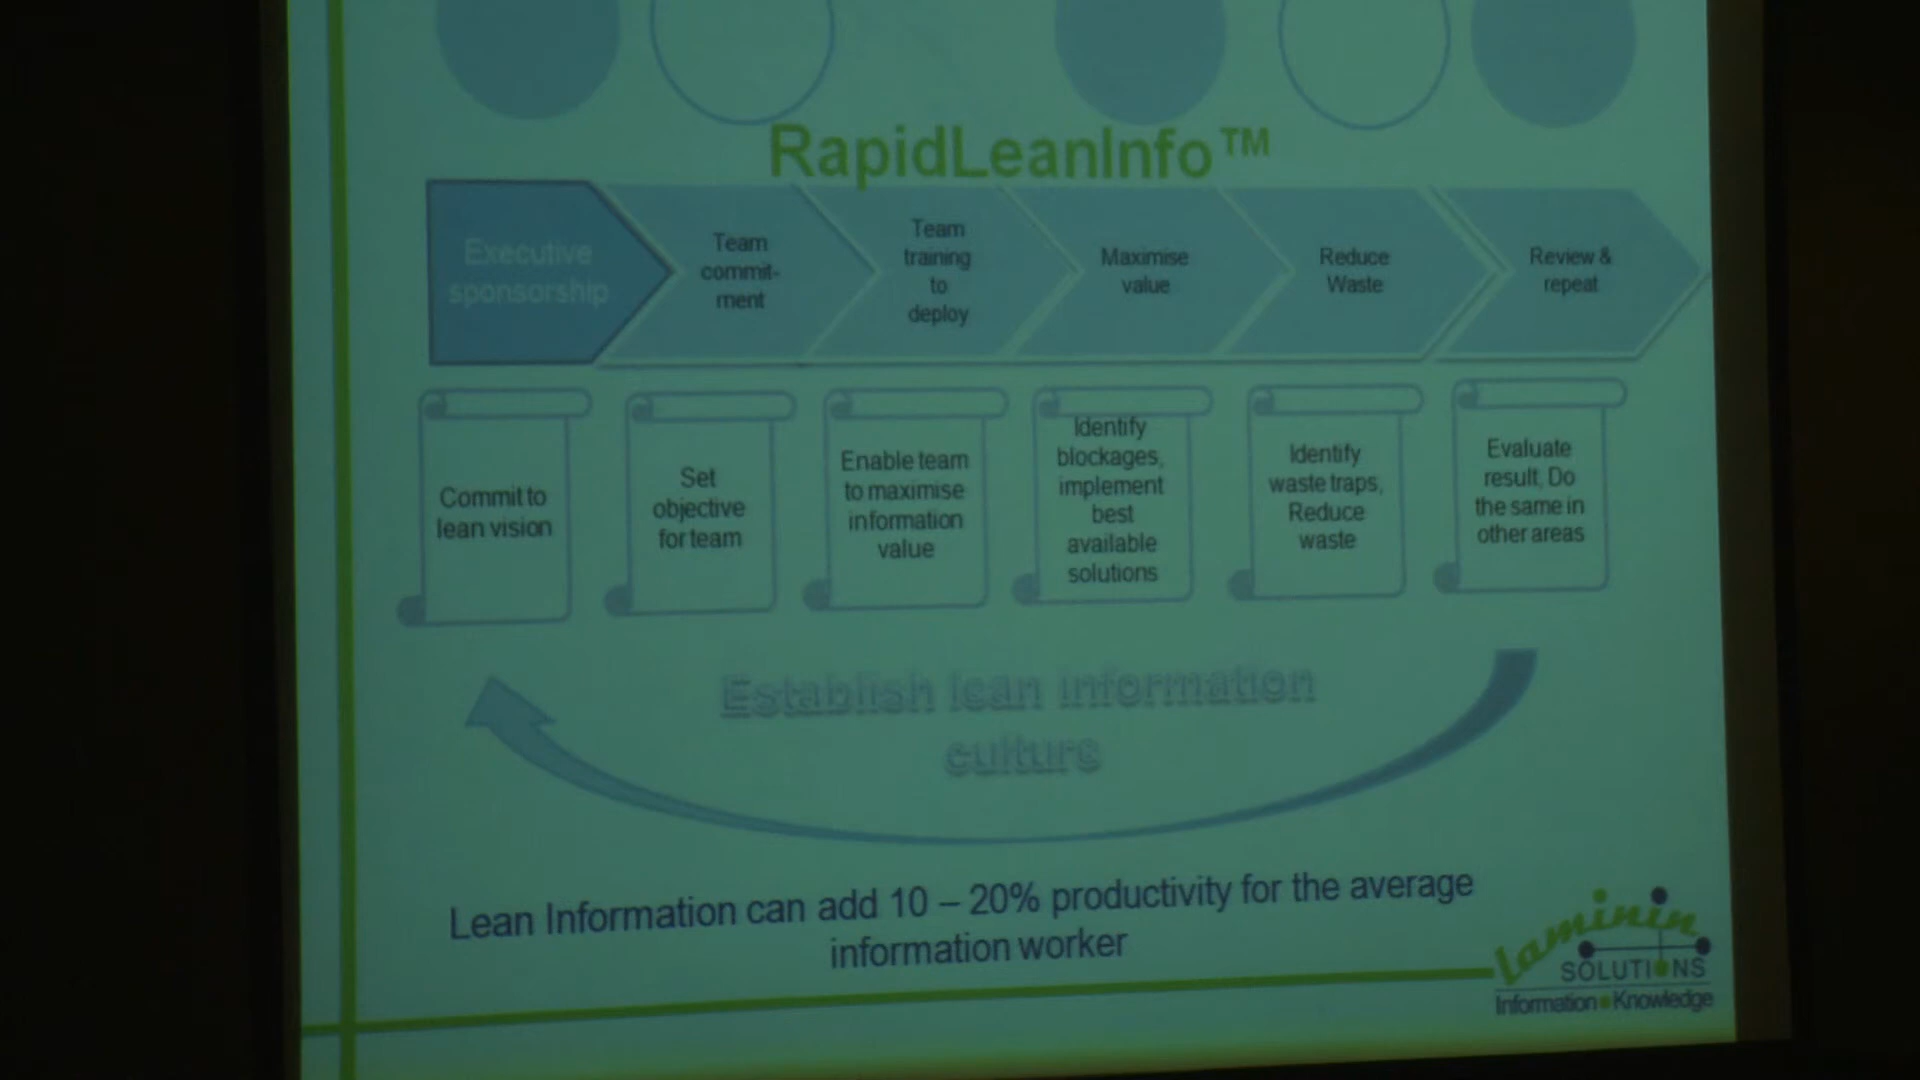 RapidLeanInfo™
Executive
sponsorship
Team
commit-
ment
Team
training
to
deploy
Maximise
value
Reduce
Waste
Review &
repeat
Commit to
lean vision
Set
objective
for team
Enable team
to maximise
information
value
Identify
blockages,
implement
best
available
solutions
Identify
waste traps,
Reduce
waste
Evaluate
result, Do
the same in
other areas
Establish lean information
culture
Lean Information can add 10 – 20% productivity for the average
information worker
laminin
SOLUTIONS
Information•Knowledge